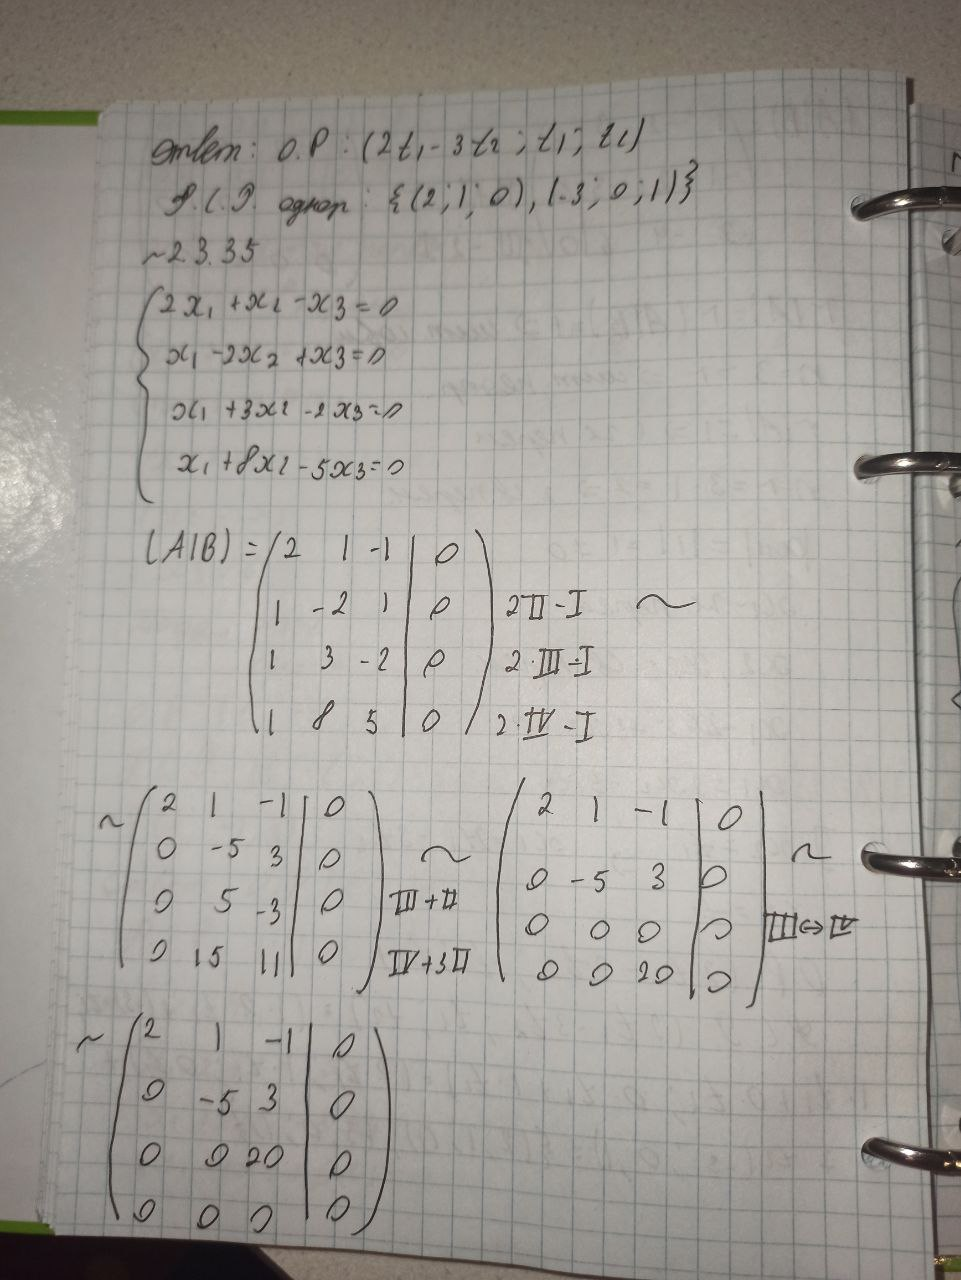 Ответ: О.Р : (2t₁ - 3t₂ ; t₁ ; t₂)
Ф.С.Р. однор : {(2 ; 1 ; 0), (-3 ; 0 ; 1)}
~23.35
2x₁ + x₂ - x₃ = 0
x₁ - 2x₂ + x₃ = 0
x₁ + 3x₂ - 2x₃ = 0
x₁ + 8x₂ - 5x₃ = 0
(A|B) = ( 2 1 -1 | 0 )
1 -2 1 | 0 2II - I ~
1 3 -2 | 0 2·III - I
1 8 5 | 0 2·IV - I
~ ( 2 1 -1 | 0 ) ( 2 1 -1 | 0 )
0 -5 3 | 0 ~ 0 -5 3 | 0 ~
0 5 -3 | 0 III + II 0 0 0 | 0 III ↔ IV
0 15 11 | 0 IV + 3II 0 0 20 | 0
~ ( 2 1 -1 | 0 )
0 -5 3 | 0
0 0 20 | 0
0 0 0 | 0